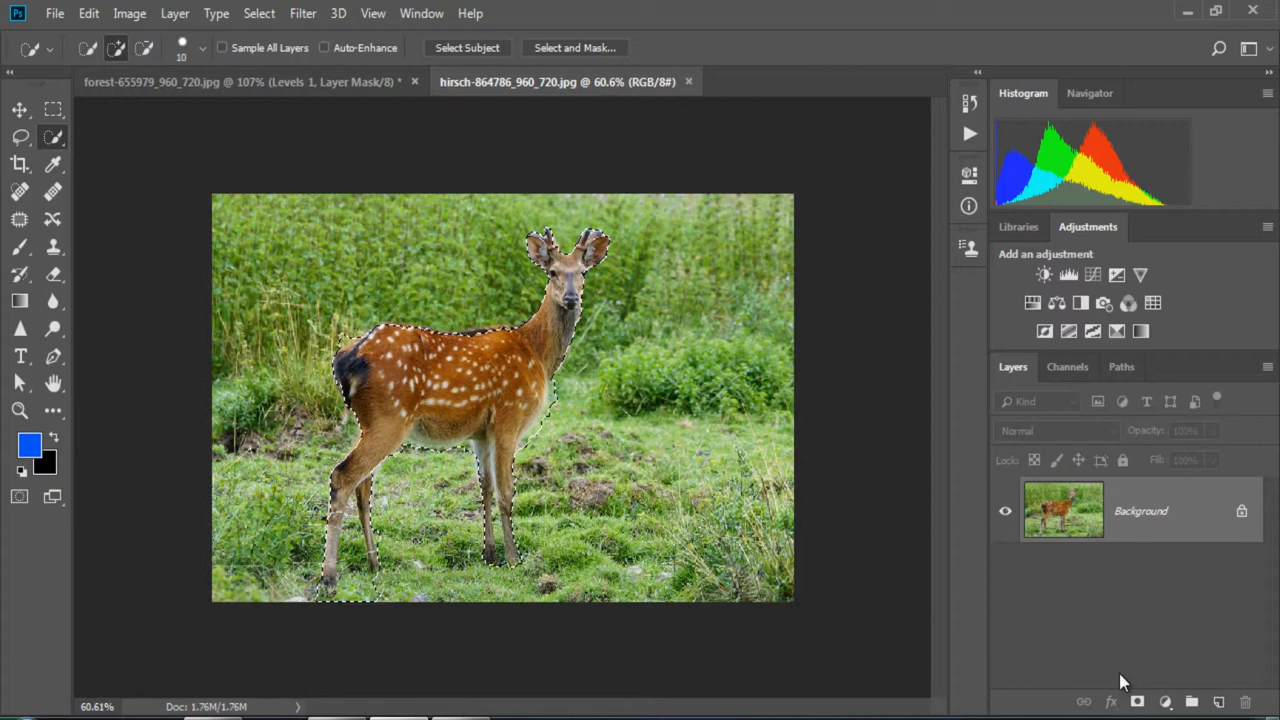 Ps File Edit Image Layer Type Select Filter 3D View Window Help
10 Sample All Layers Auto-Enhance Select Subject Select and Mask...
forest-655979_960_720.jpg @ 107% (Levels 1, Layer Mask/8) * × hirsch-864786_960_720.jpg @ 60.6% (RGB/8#) ×
Histogram Navigator
Libraries Adjustments
Add an adjustment
Layers Channels Paths
Kind
Normal Opacity: 100%
Lock: Fill: 100%
Background
60.61% Doc: 1.76M/1.76M